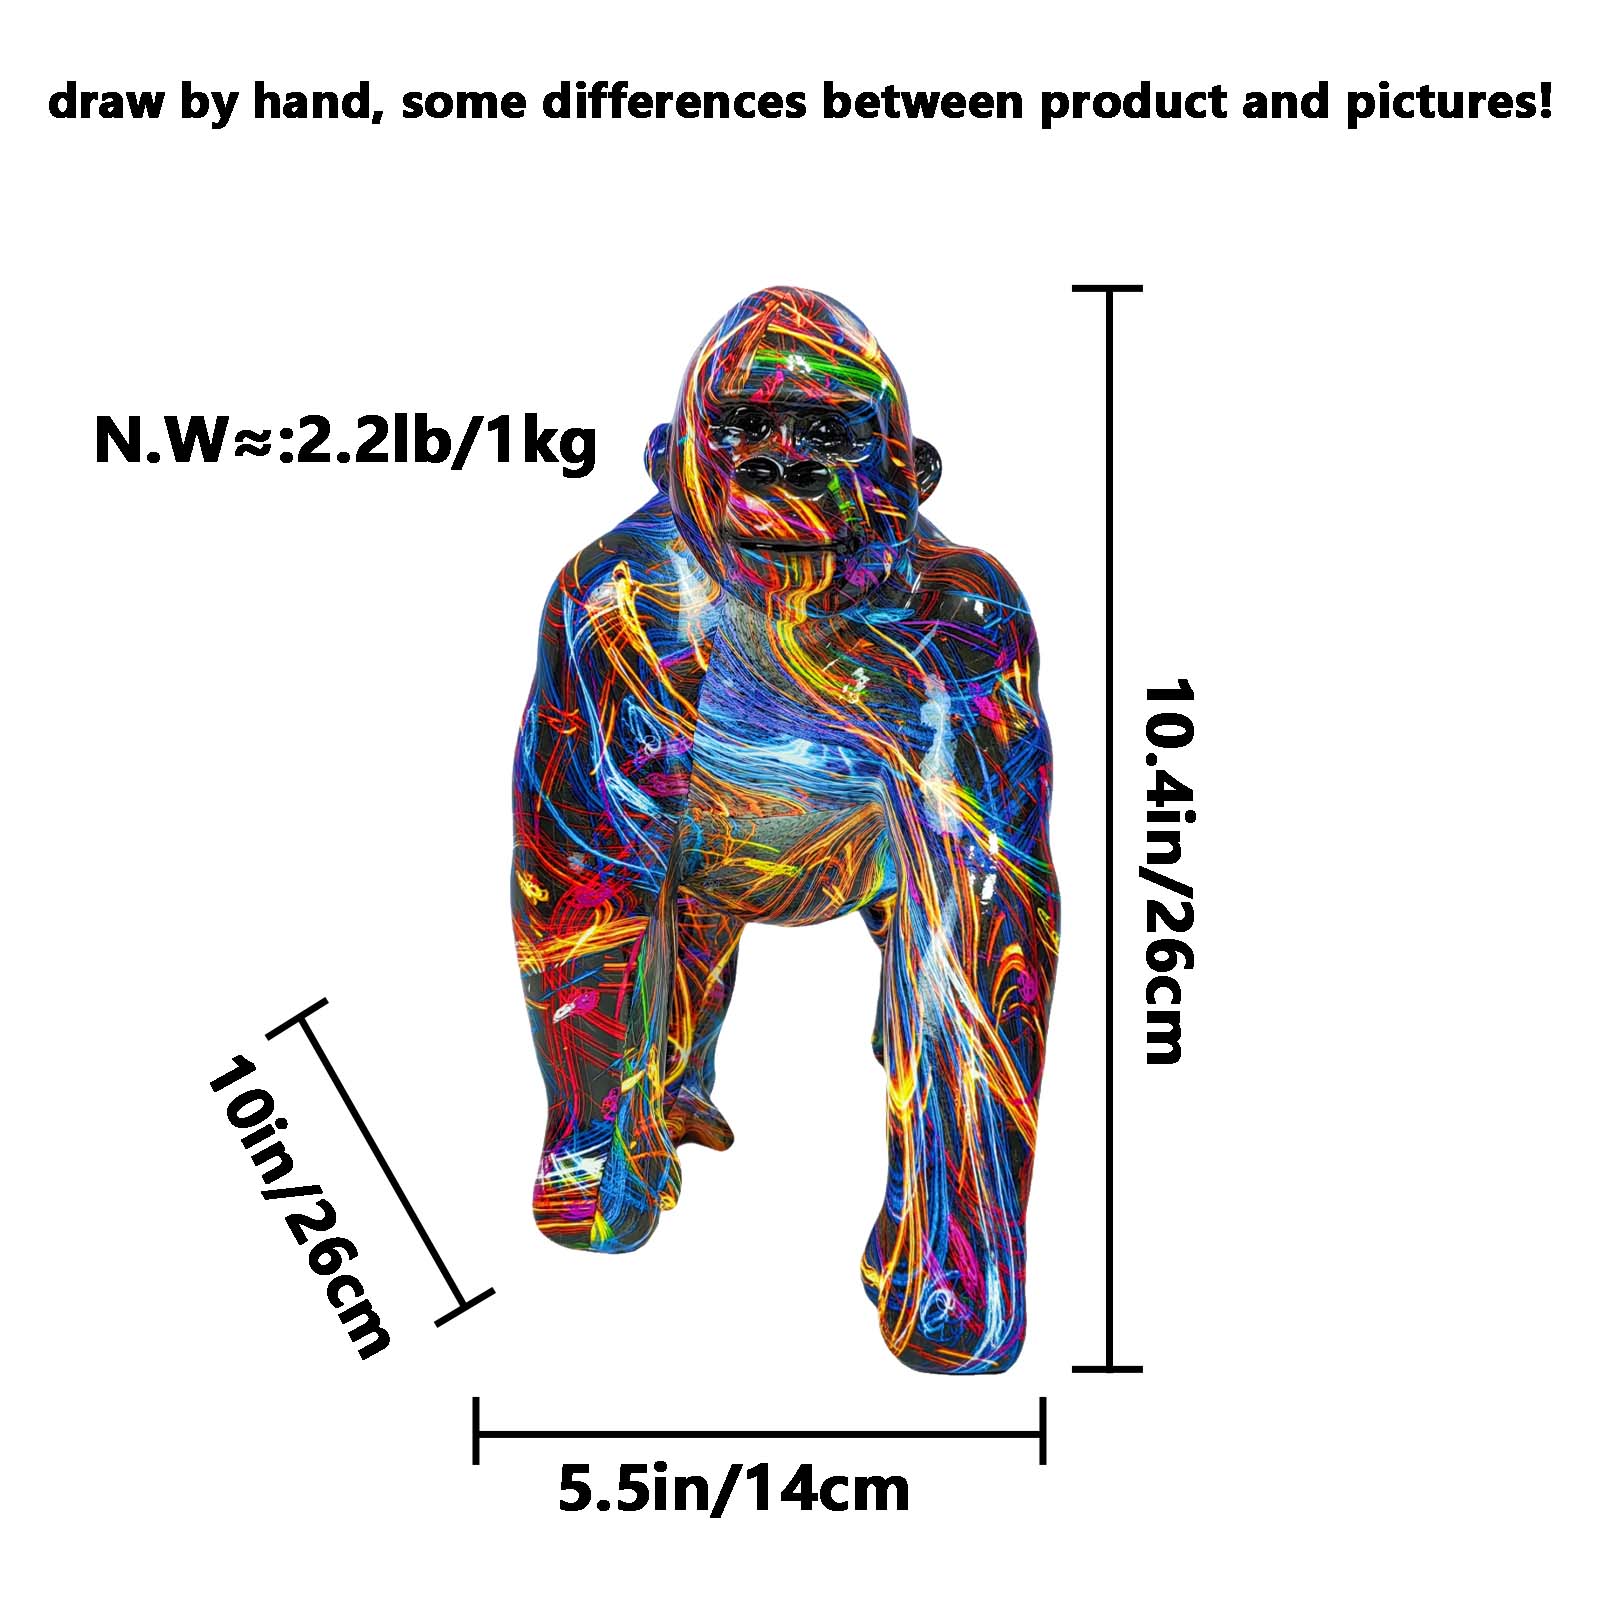 draw by hand, some differences between product and pictures!
N.W≈:2.2lb/1kg
10.4in/26cm
10in/26cm
5.5in/14cm